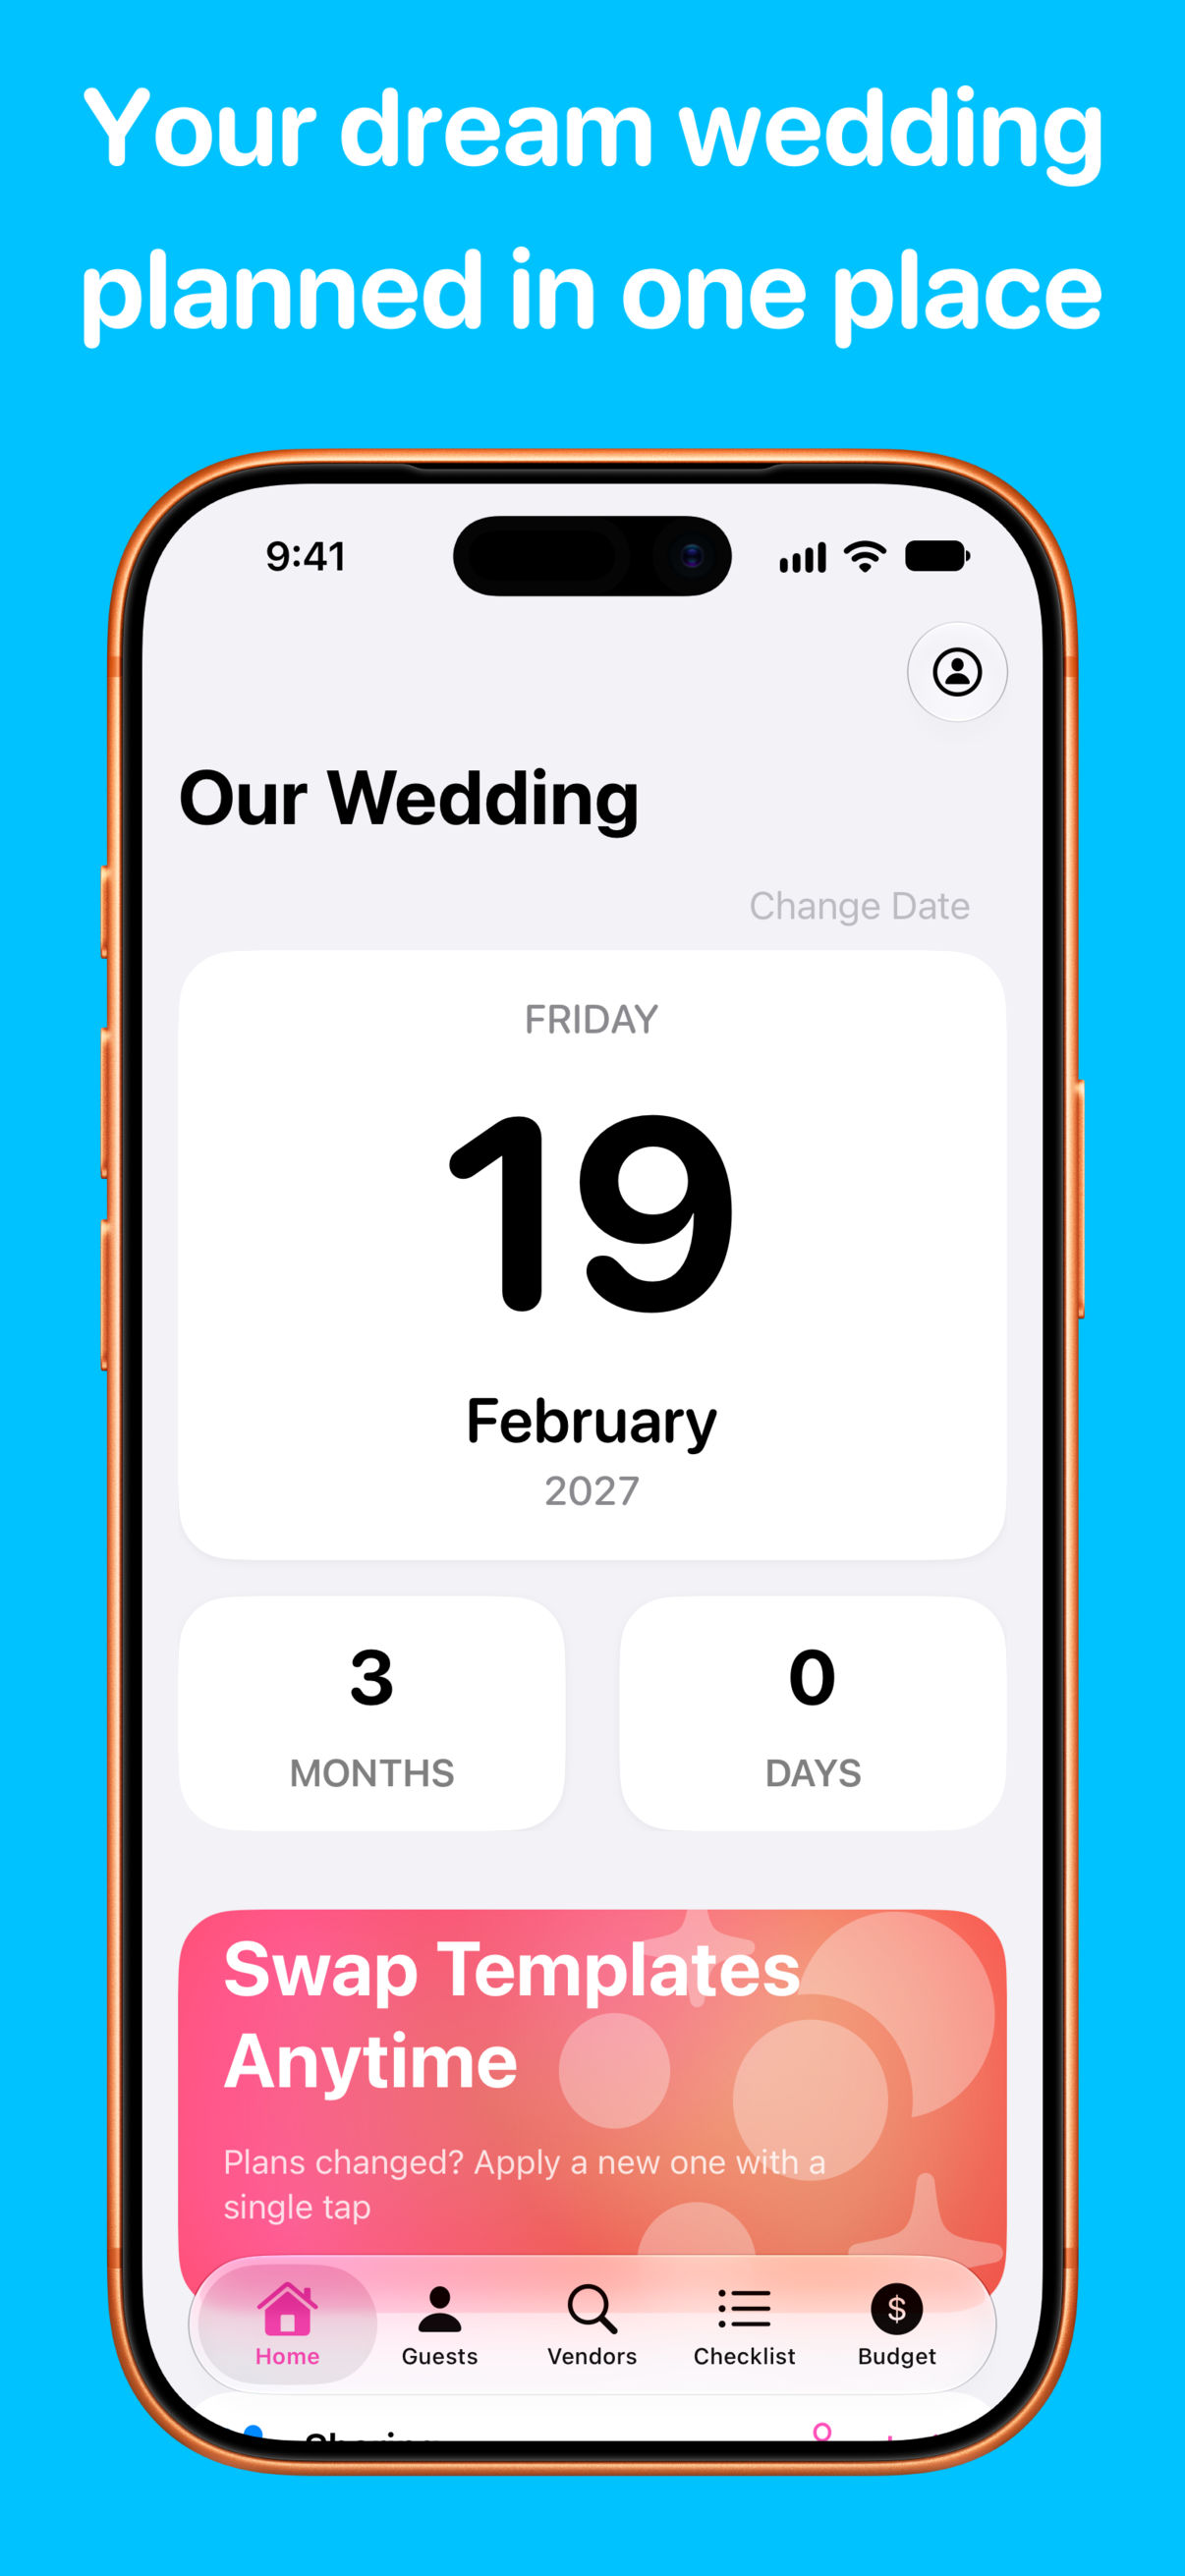 Your dream wedding
planned in one place
9:41
Our Wedding
Change Date
FRIDAY
19
February
2027
3
MONTHS
0
DAYS
Swap Templates
Anytime
Plans changed? Apply a new one with a
single tap
Home
Guests
Vendors
Checklist
$
Budget